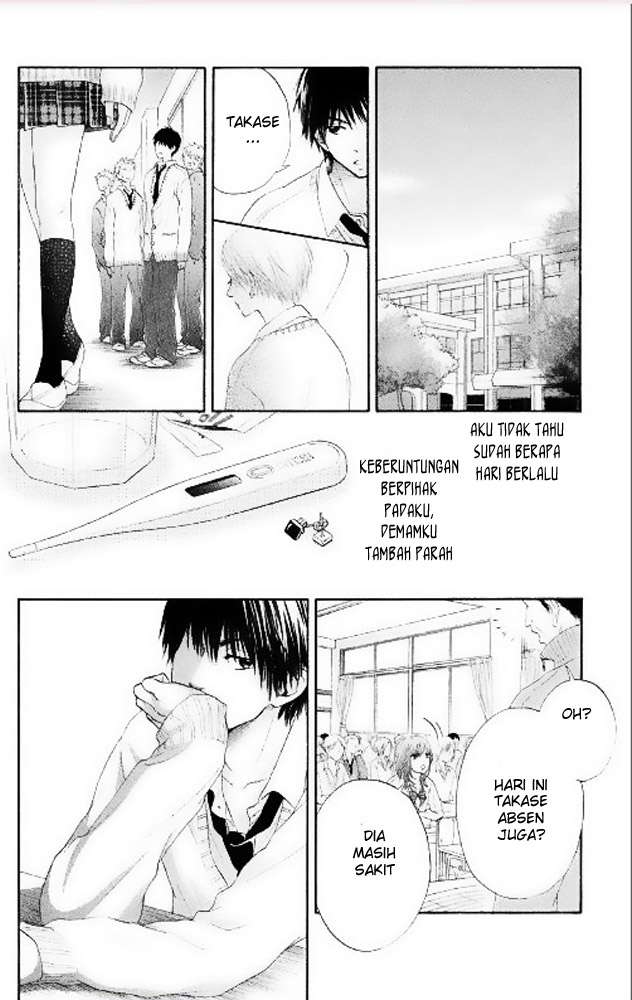 TAKASE
...
AKU TIDAK TAHU
SUDAH BERAPA
HARI BERLALU
KEBERUNTUNGAN
BERPIHAK
PADAKU,
DEMAMKU
TAMBAH PARAH
OH?
HARI INI
TAKASE
ABSEN
JUGA?
DIA
MASIH
SAKIT